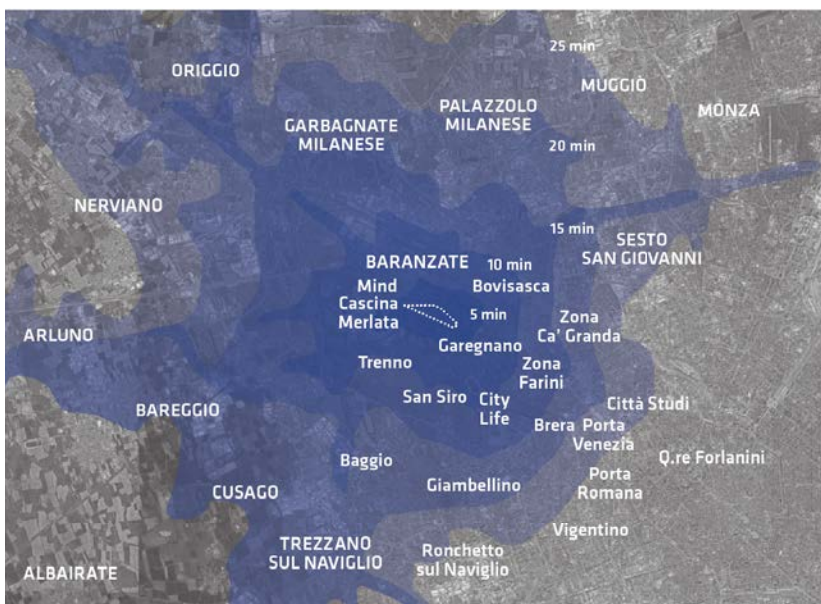 25 min
ORIGGIO
MUGGIÒ
PALAZZOLO
MILANESE
MONZA
GARBAGNATE
MILANESE
20 min
NERVIANO
15 min
SESTO
SAN GIOVANNI
BARANZATE
10 min
Mind
Cascina
Merlata
Bovisasca
5 min
Zona
Ca' Granda
ARLUNO
Garegnano
Trenno
Zona
Farini
San Siro
City
Life
Città Studi
BAREGGIO
Brera
Porta
Venezia
Baggio
Q.re Forlanini
CUSAGO
Giambellino
Porta
Romana
Vigentino
TREZZANO
SUL NAVIGLIO
Ronchetto
sul Naviglio
ALBAIRATE